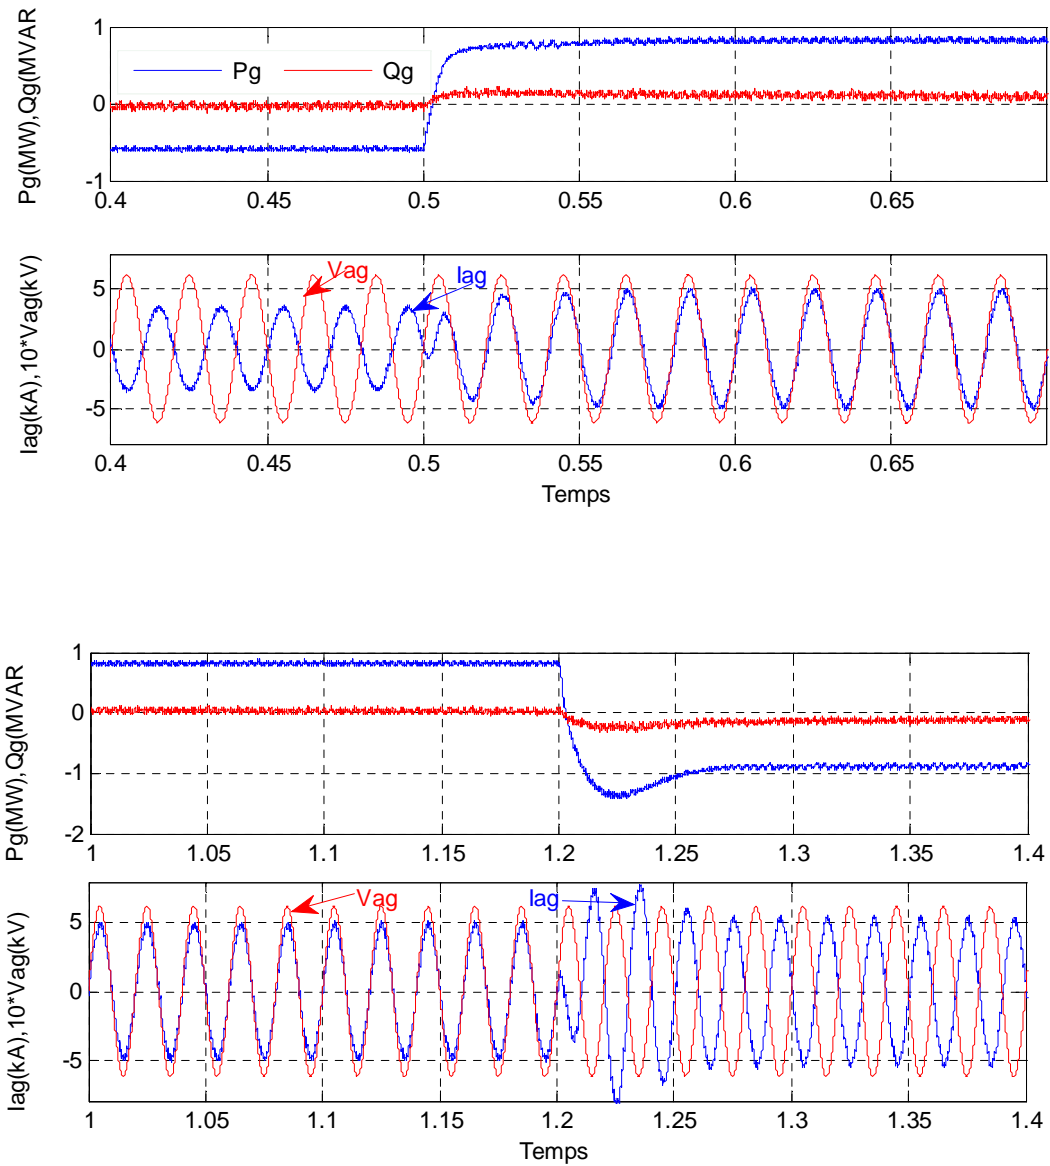 Pg(MW),Qg(MVAR
1
0
-1
Pg Qg
0.4 0.45 0.5 0.55 0.6 0.65
Iag(kA),10*Vag(kV)
5
0
-5
Vag Iag
0.4 0.45 0.5 0.55 0.6 0.65
Temps
Pg(MW),Qg(MVAR
1
0
-1
-2
1 1.05 1.1 1.15 1.2 1.25 1.3 1.35 1.4
Iag(kA),10*Vag(kV)
5
0
-5
Vag Iag
1 1.05 1.1 1.15 1.2 1.25 1.3 1.35 1.4
Temps